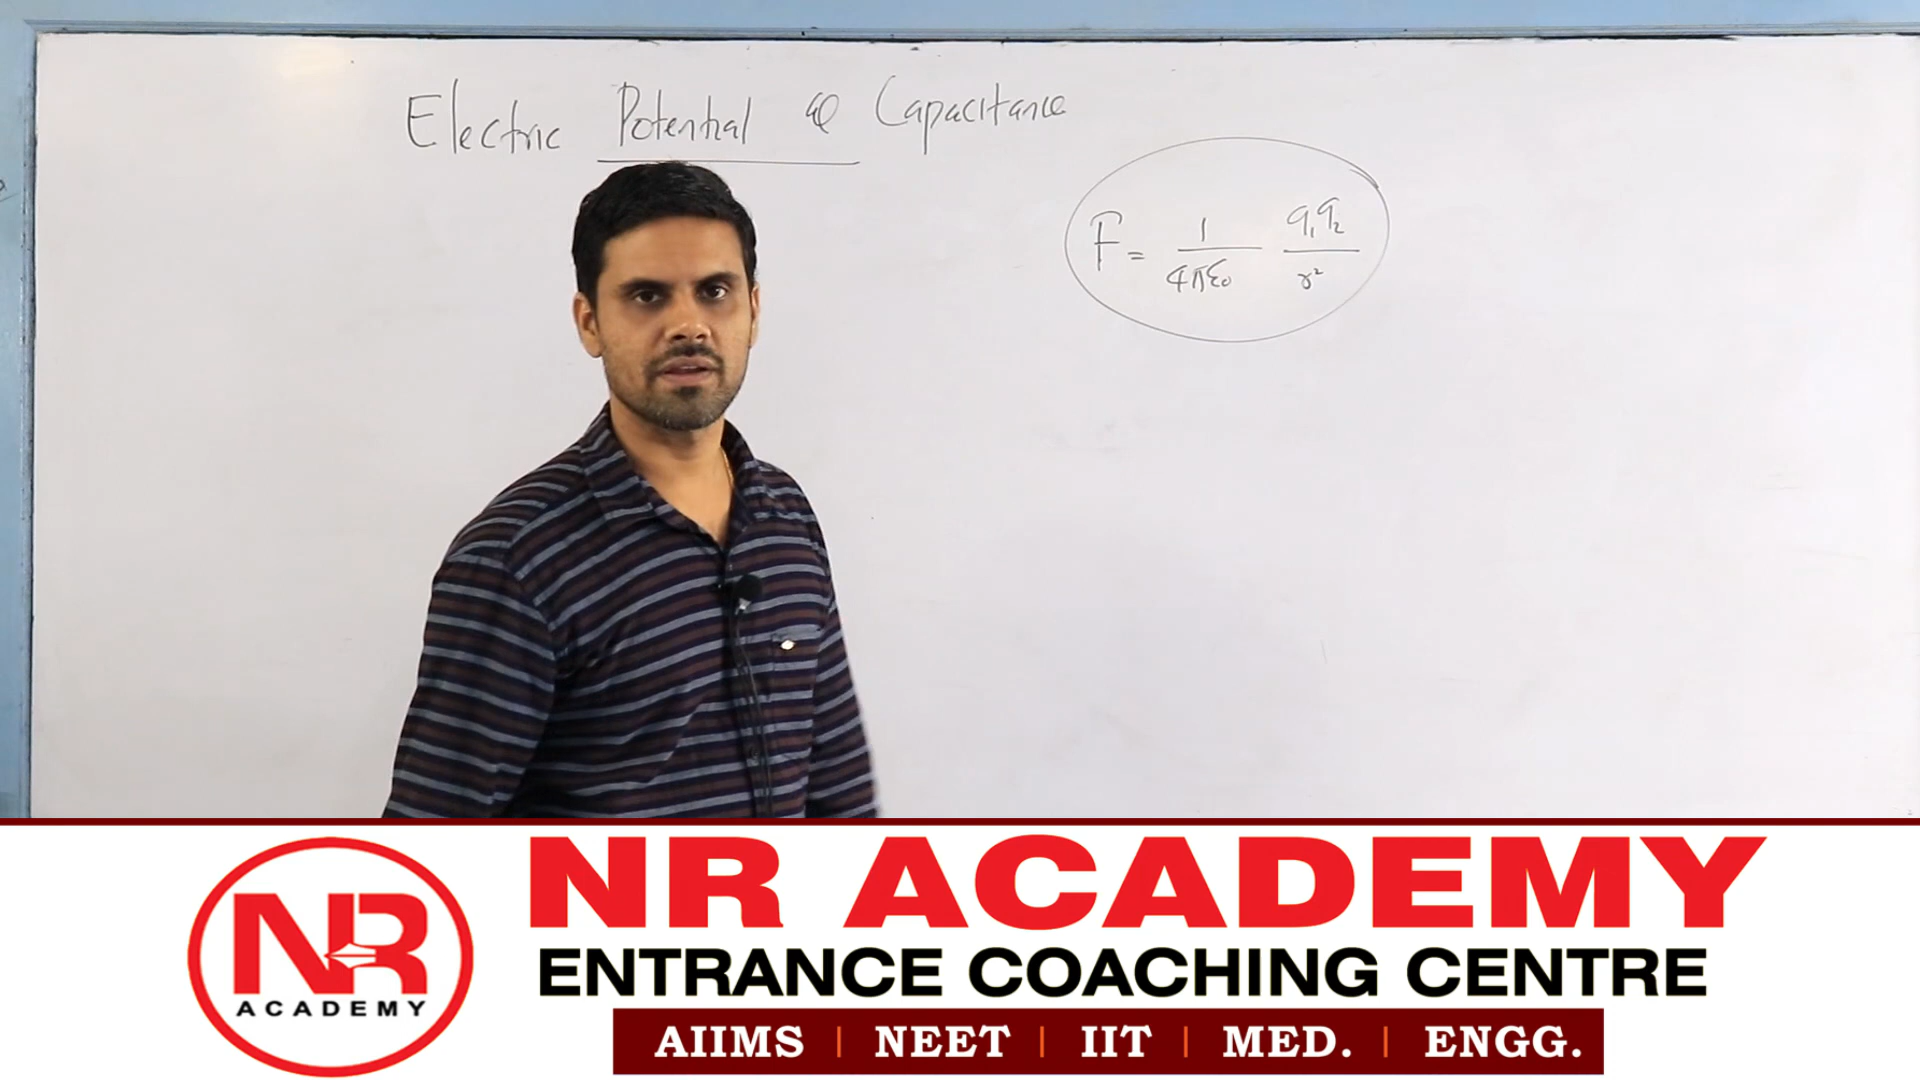 Electric Potential & Capacitance
F = 1/4πε₀ q₁q₂/r²
NR
ACADEMY
NR ACADEMY
ENTRANCE COACHING CENTRE
AIIMS | NEET | IIT | MED. | ENGG.